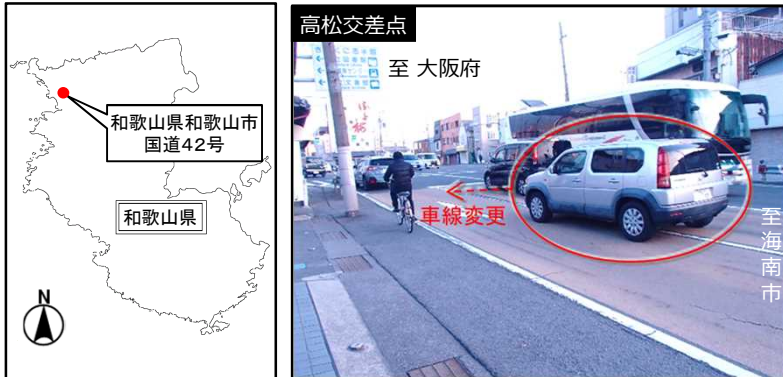 和歌山県和歌山市
国道42号
和歌山県
N
高松交差点
至 大阪府
車線変更
至海南市